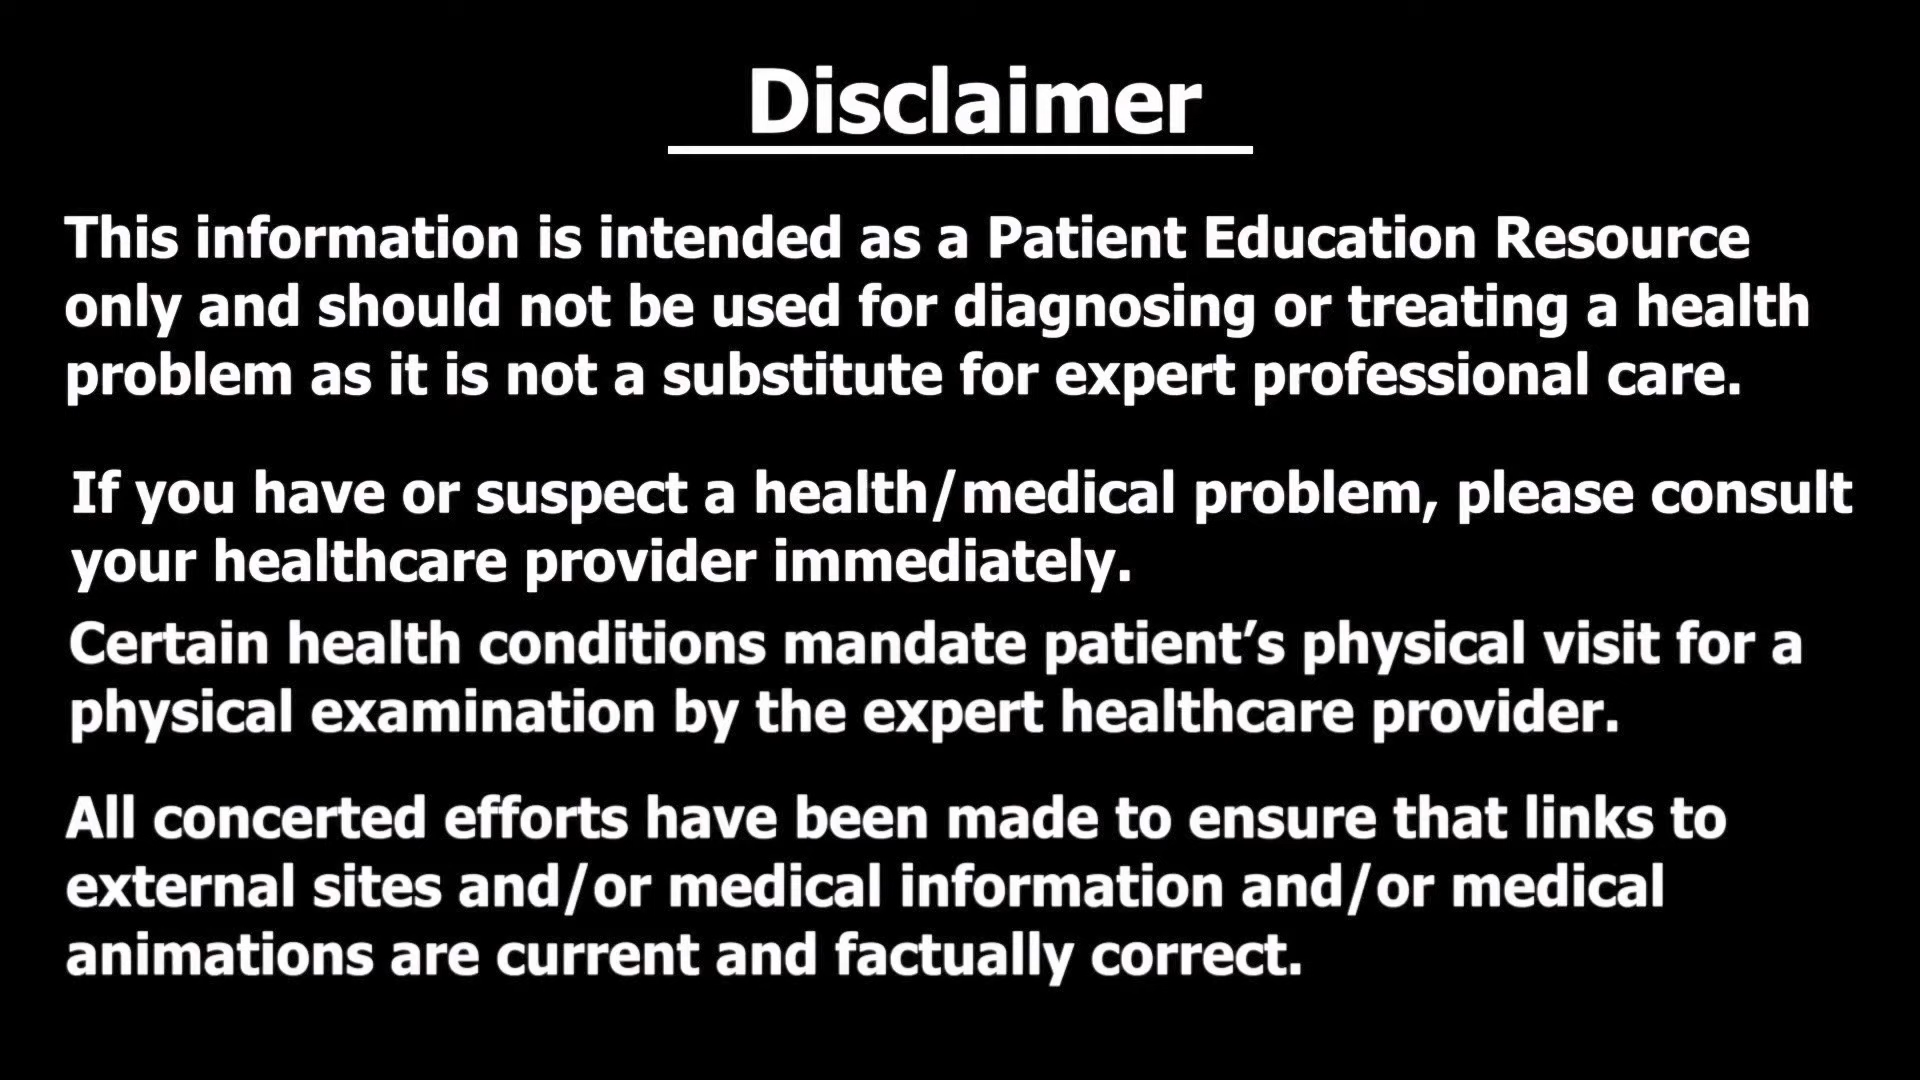 Disclaimer
This information is intended as a Patient Education Resource
only and should not be used for diagnosing or treating a health
problem as it is not a substitute for expert professional care.
If you have or suspect a health/medical problem, please consult
your healthcare provider immediately.
Certain health conditions mandate patient’s physical visit for a
physical examination by the expert healthcare provider.
All concerted efforts have been made to ensure that links to
external sites and/or medical information and/or medical
animations are current and factually correct.